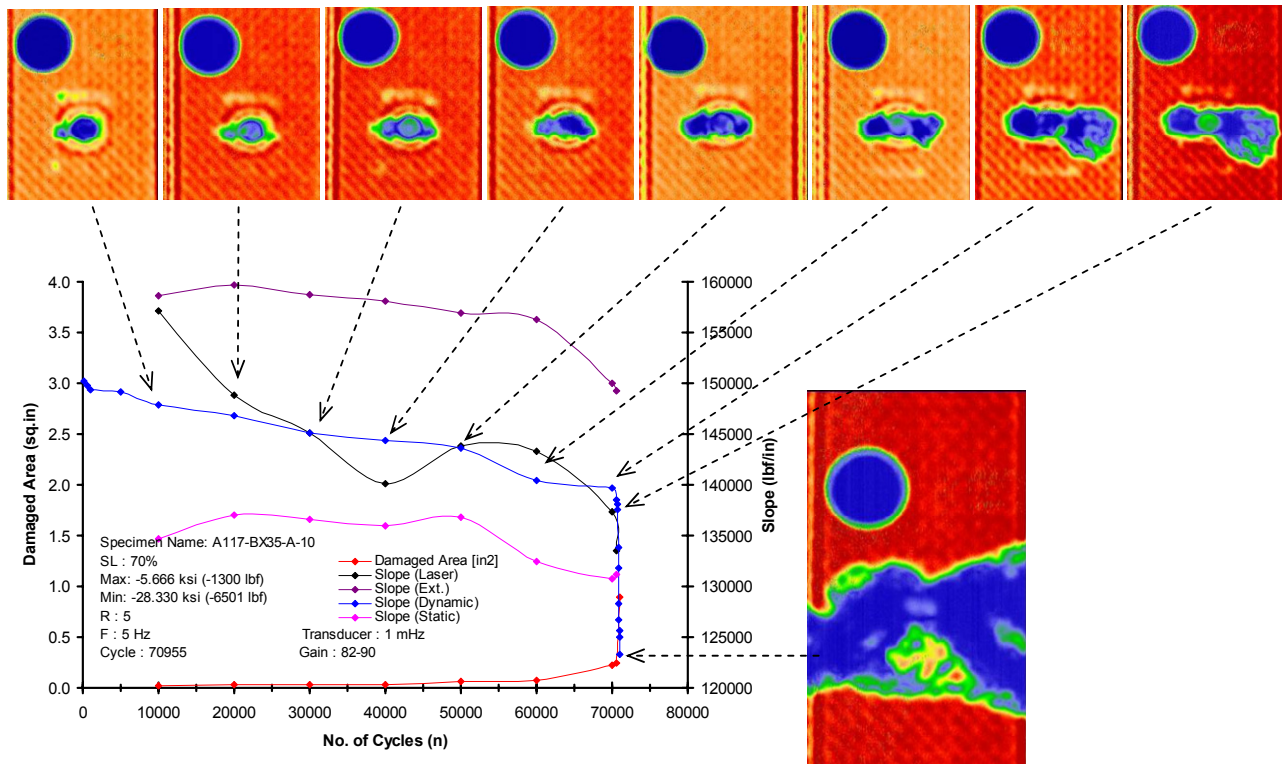 4.0
3.5
3.0
2.5
2.0
1.5
1.0
0.5
0.0
Damaged Area (sq.in)
160000
155000
150000
145000
140000
135000
130000
125000
120000
Slope (lbf/in)
Specimen Name: A117-BX35-A-10
SL : 70%
Max: -5.666 ksi (-1300 lbf)
Min: -28.330 ksi (-6501 lbf)
R : 5
F : 5 Hz
Cycle : 70955
Damaged Area [in2]
Slope (Laser)
Slope (Ext.)
Slope (Dynamic)
Slope (Static)
Transducer : 1 mHz
Gain : 82-90
0 10000 20000 30000 40000 50000 60000 70000 80000
No. of Cycles (n)